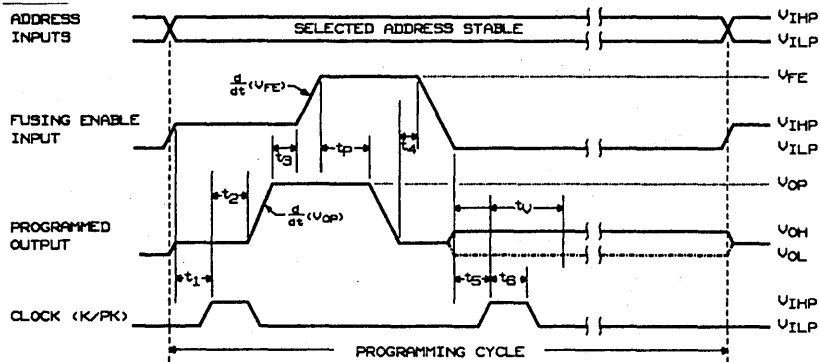 ADDRESS
INPUTS
SELECTED ADDRESS STABLE
VIHP
VILP
VFE
d/dt(VFE)
FUSING ENABLE
INPUT
VIHP
VILP
t3
tP
t4
VOP
t2
d/dt(VOP)
tV
PROGRAMMED
OUTPUT
VOH
VOL
t1
t5
t6
CLOCK (K/PK)
VIHP
VILP
PROGRAMMING CYCLE